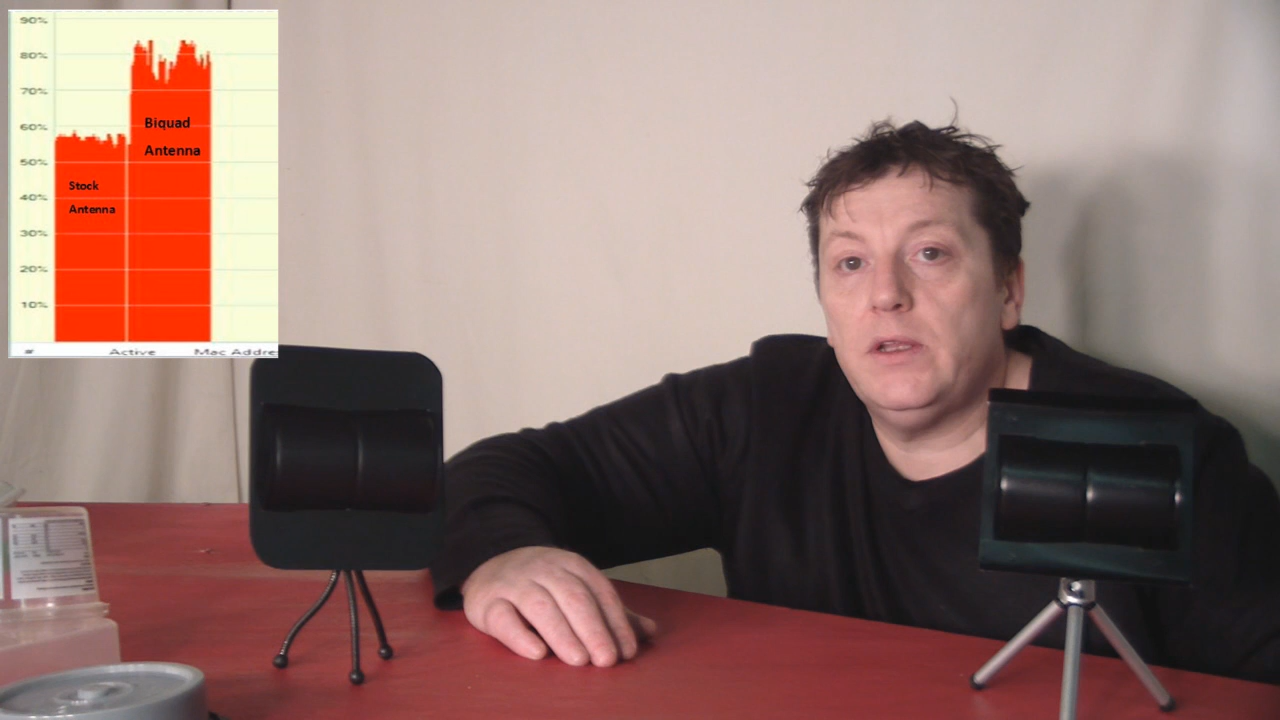 90%
80%
70%
60%
50%
40%
30%
20%
10%
Biquad
Antenna
Stock
Antenna
# Active Mac Addre